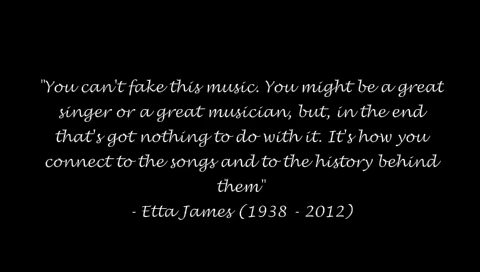 "You can't fake this music. You might be a great
singer or a great musician, but, in the end
that's got nothing to do with it. It's how you
connect to the songs and to the history behind
them"
- Etta James (1938 - 2012)